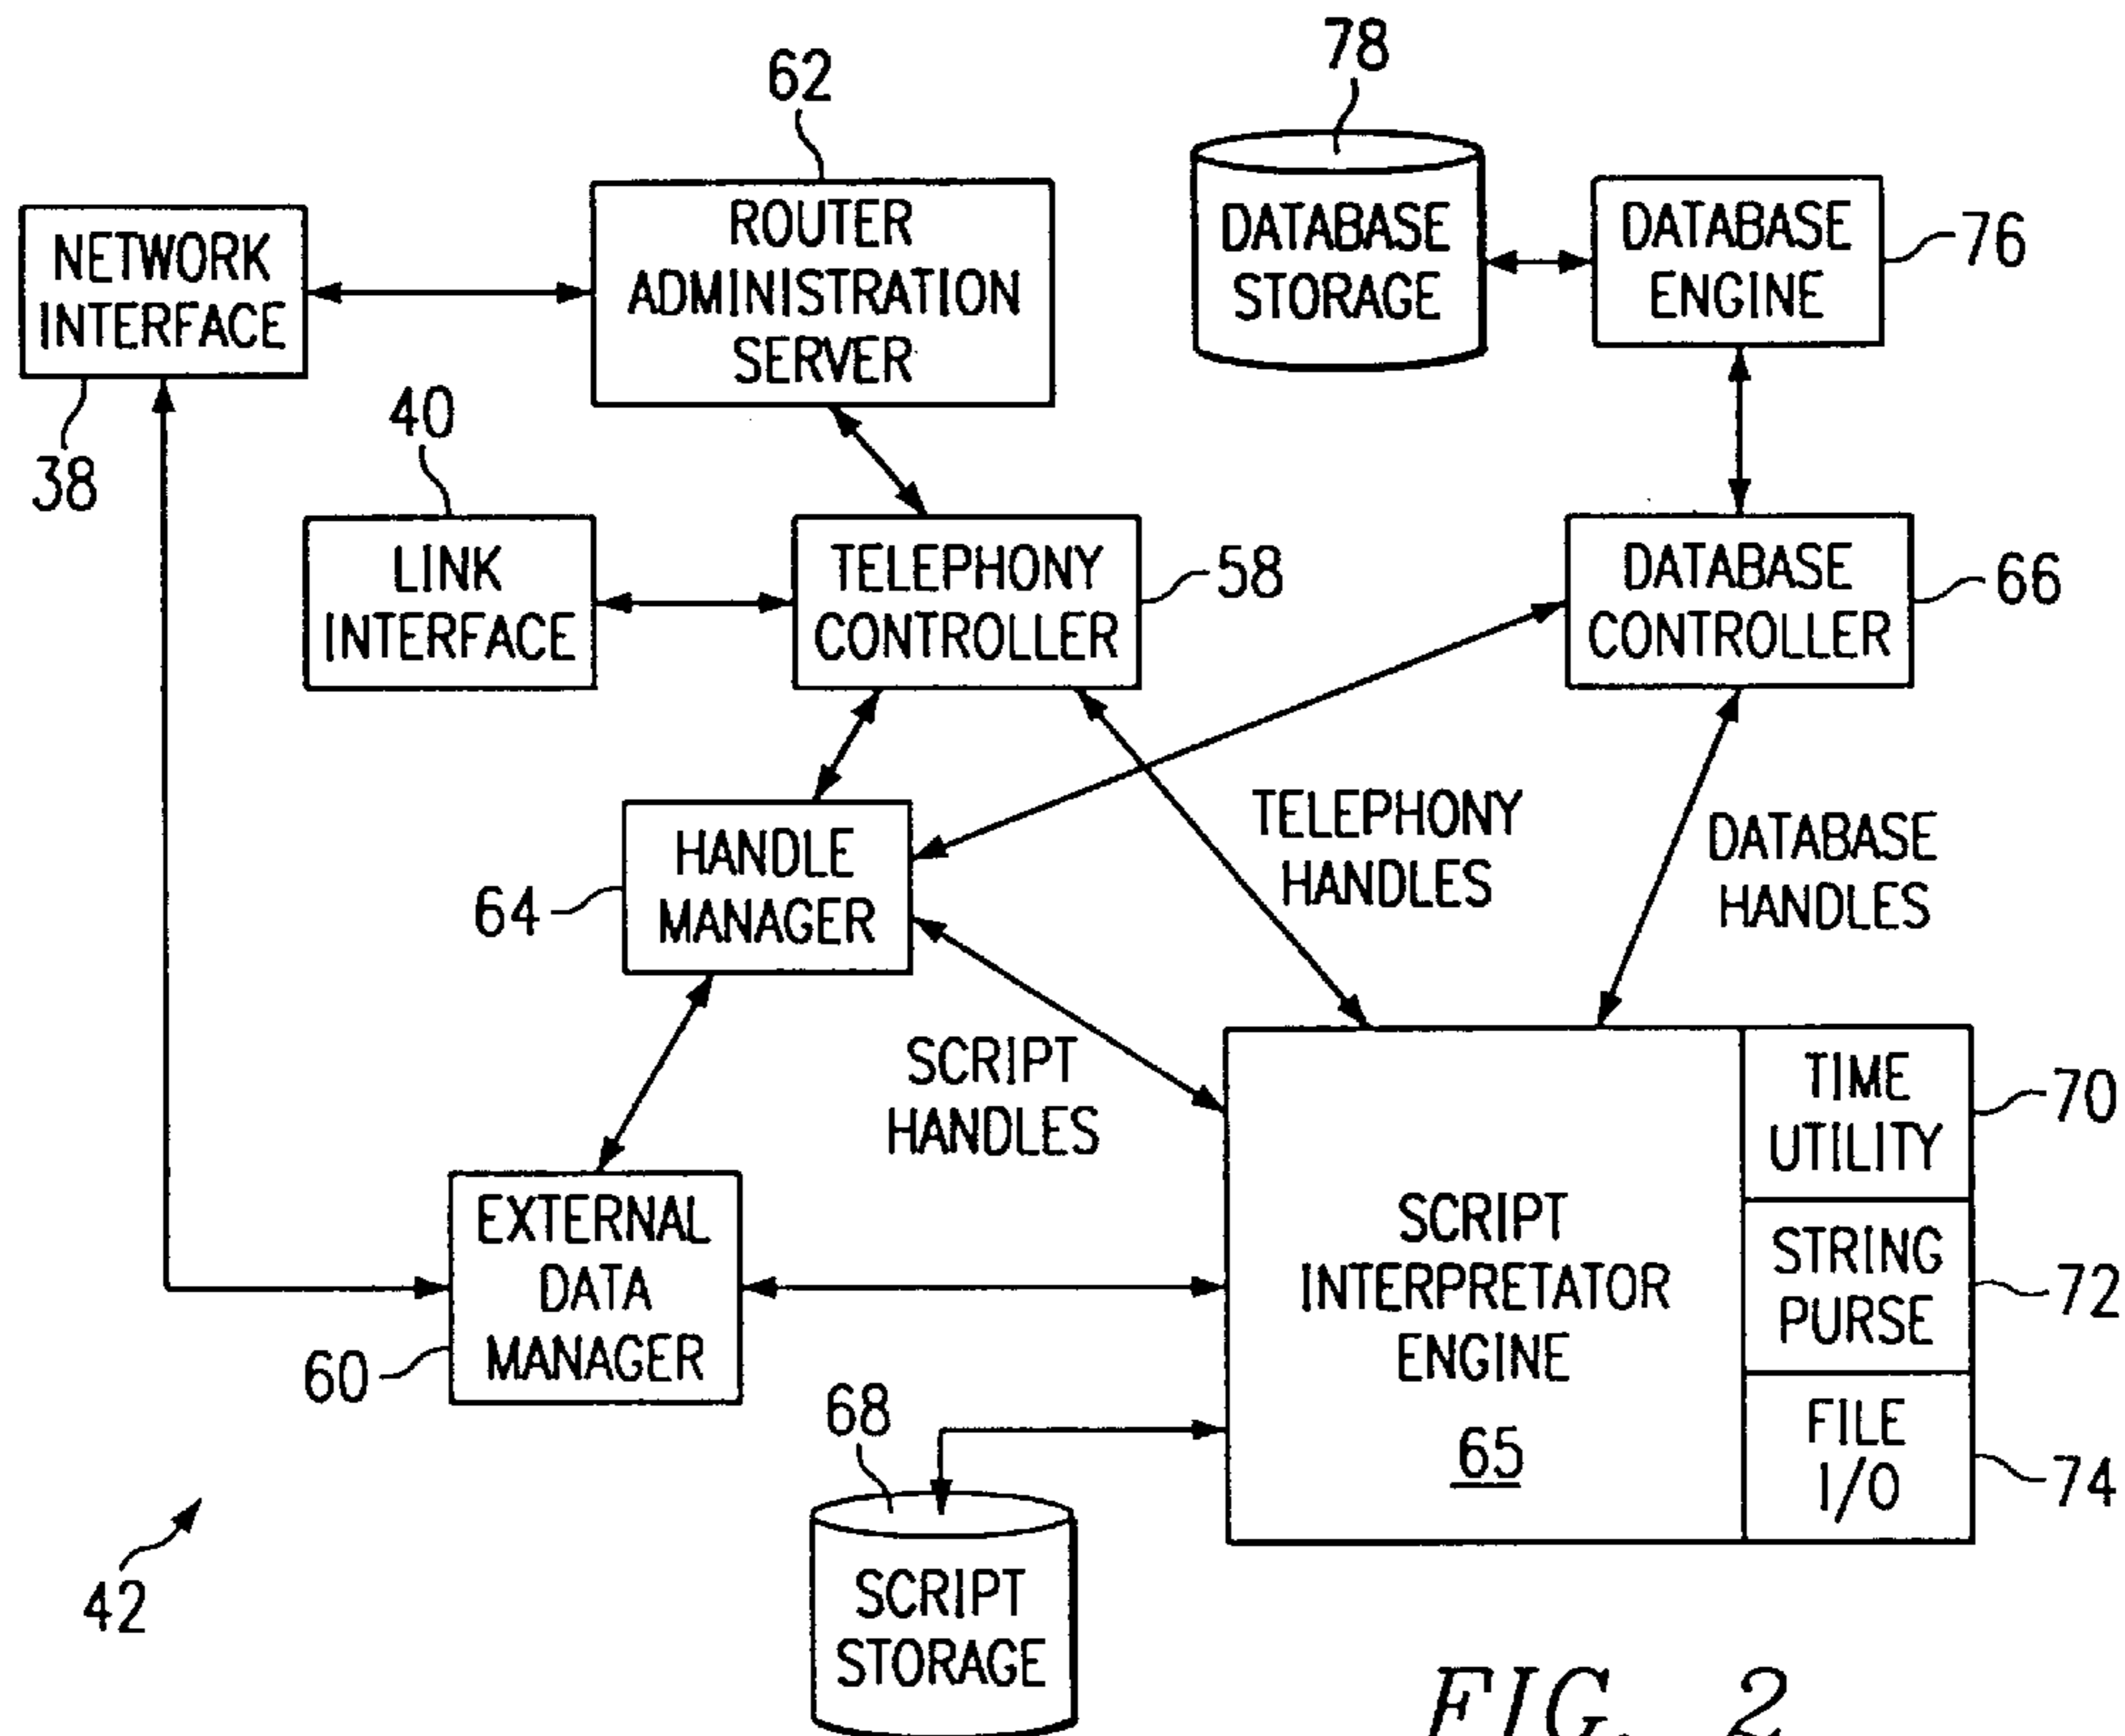 62
78
NETWORK
INTERFACE
38
ROUTER
ADMINISTRATION
SERVER
DATABASE
STORAGE
DATABASE
ENGINE
76
40
LINK
INTERFACE
TELEPHONY
CONTROLLER
58
DATABASE
CONTROLLER
66
HANDLE
MANAGER
64
TELEPHONY
HANDLES
DATABASE
HANDLES
SCRIPT
HANDLES
EXTERNAL
DATA
MANAGER
60
SCRIPT
INTERPRETATOR
ENGINE
65
TIME
UTILITY
70
STRING
PURSE
72
FILE
I/O
74
68
SCRIPT
STORAGE
42
FIG. 2